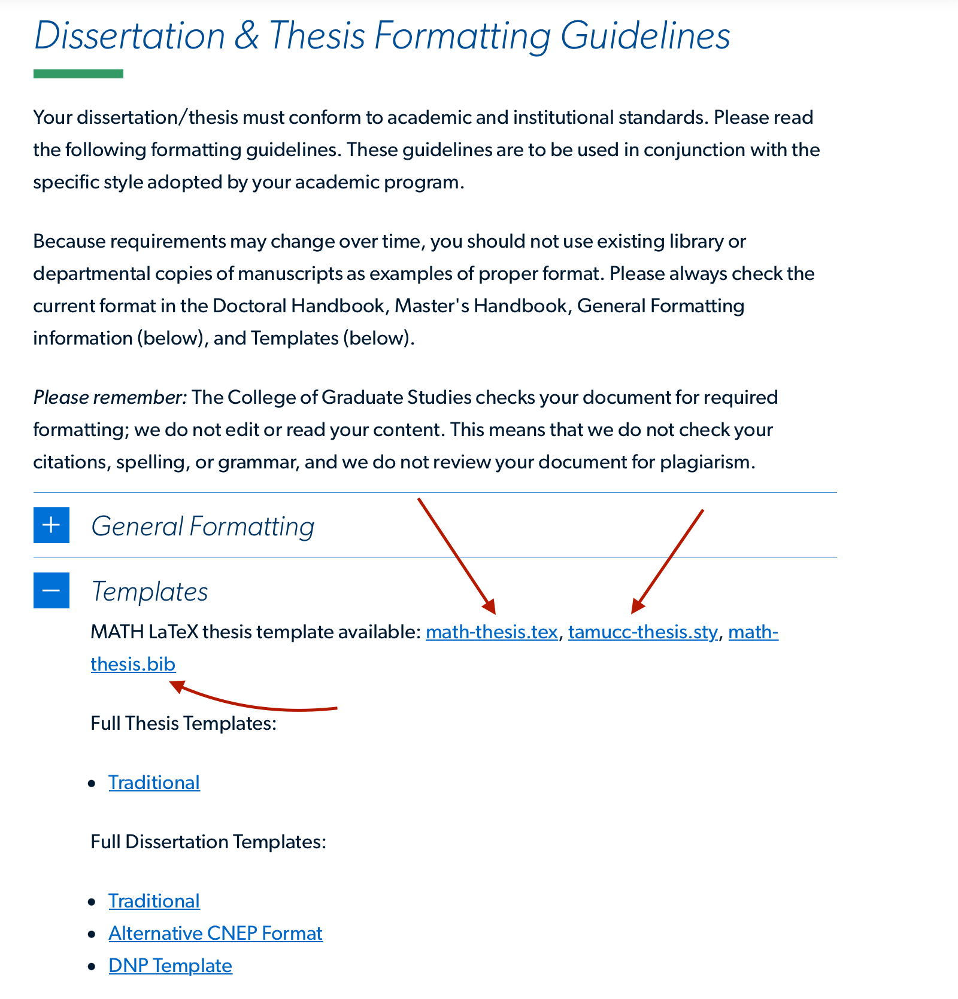 Dissertation & Thesis Formatting Guidelines
Your dissertation/thesis must conform to academic and institutional standards. Please read
the following formatting guidelines. These guidelines are to be used in conjunction with the
specific style adopted by your academic program.
Because requirements may change over time, you should not use existing library or
departmental copies of manuscripts as examples of proper format. Please always check the
current format in the Doctoral Handbook, Master's Handbook, General Formatting
information (below), and Templates (below).
Please remember: The College of Graduate Studies checks your document for required
formatting; we do not edit or read your content. This means that we do not check your
citations, spelling, or grammar, and we do not review your document for plagiarism.
General Formatting
Templates
MATH LaTeX thesis template available: math-thesis.tex, tamucc-thesis.sty, math-
thesis.bib
Full Thesis Templates:
• Traditional
Full Dissertation Templates:
• Traditional
• Alternative CNEP Format
• DNP Template